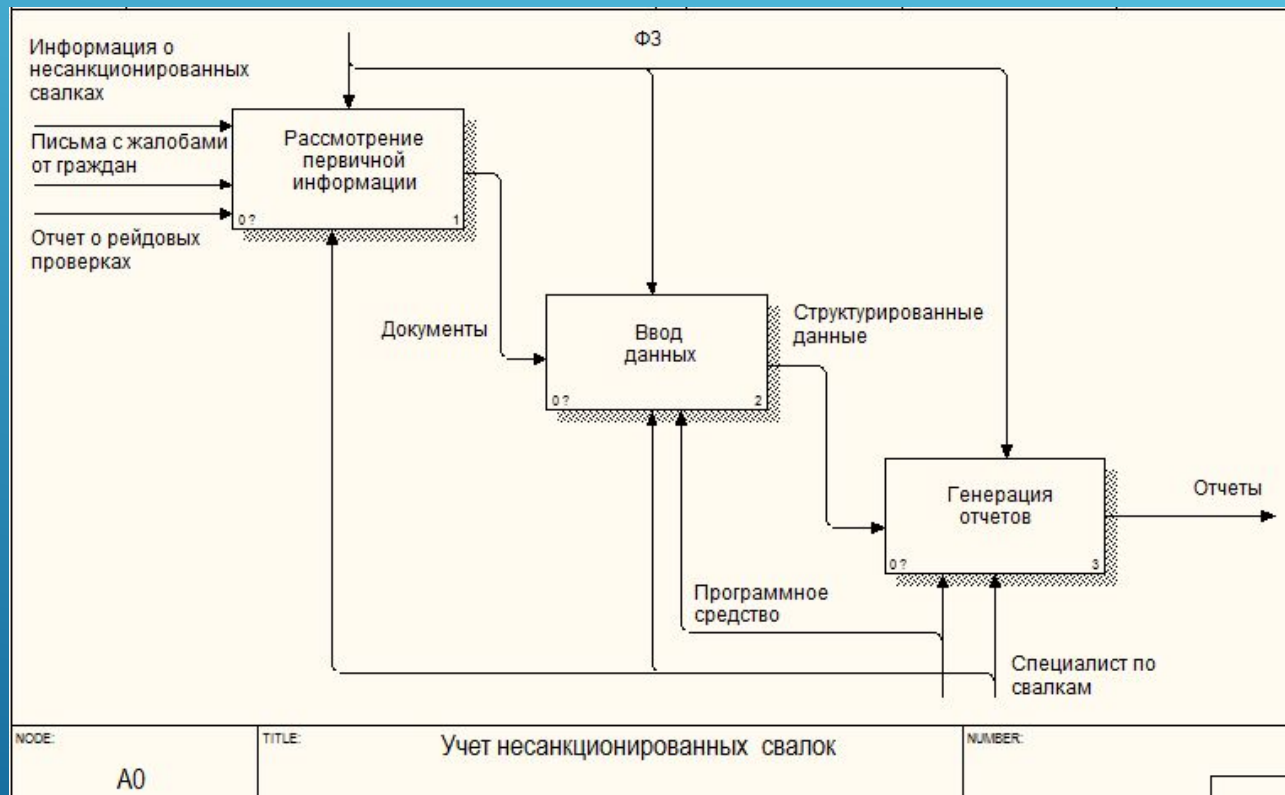 ФЗ
Информация о
несанкционированных
свалках
Письма с жалобами
от граждан
Отчет о рейдовых
проверках
Рассмотрение
первичной
информации
0 ?
1
Документы
Ввод
данных
0 ?
2
Структурированные
данные
Генерация
отчетов
0 ?
3
Отчеты
Программное
средство
Специалист по
свалкам
NODE:
A0
TITLE:
Учет несанкционированных свалок
NUMBER: